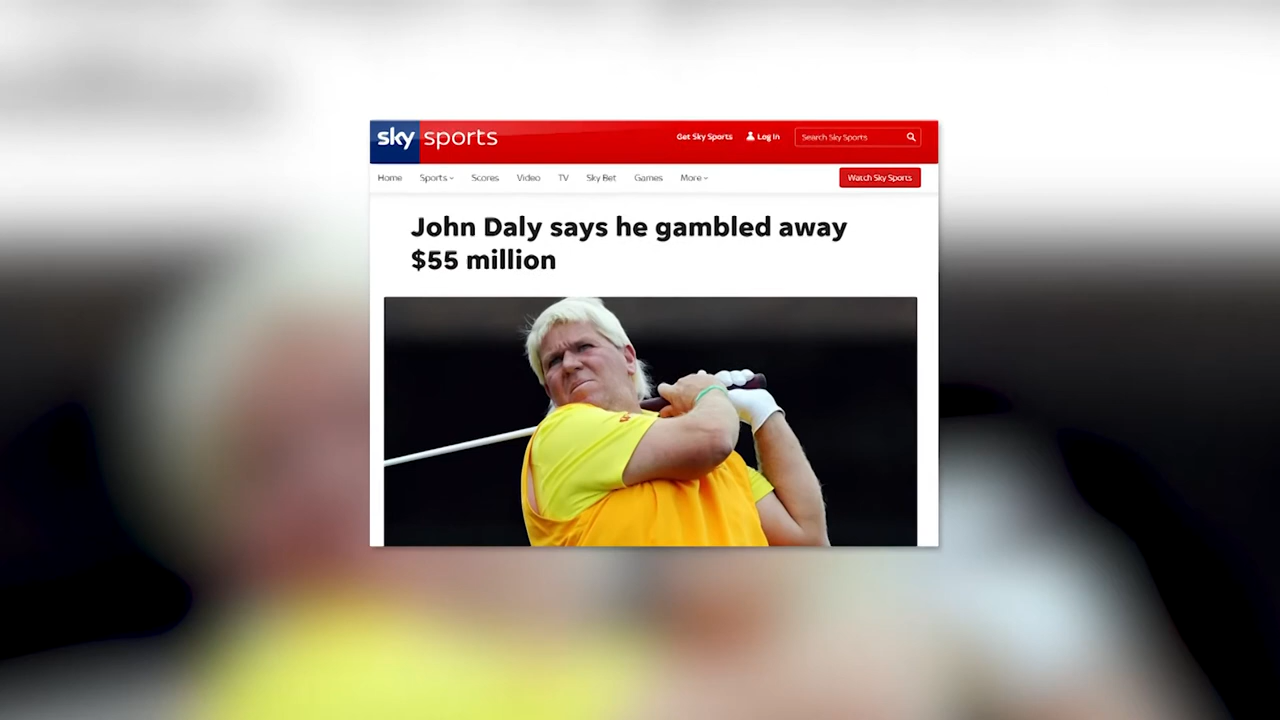 sky sports
Get Sky Sports Log In Search Sky Sports
Home Sports Scores Video TV Sky Bet Games More Watch Sky Sports
John Daly says he gambled away
$55 million